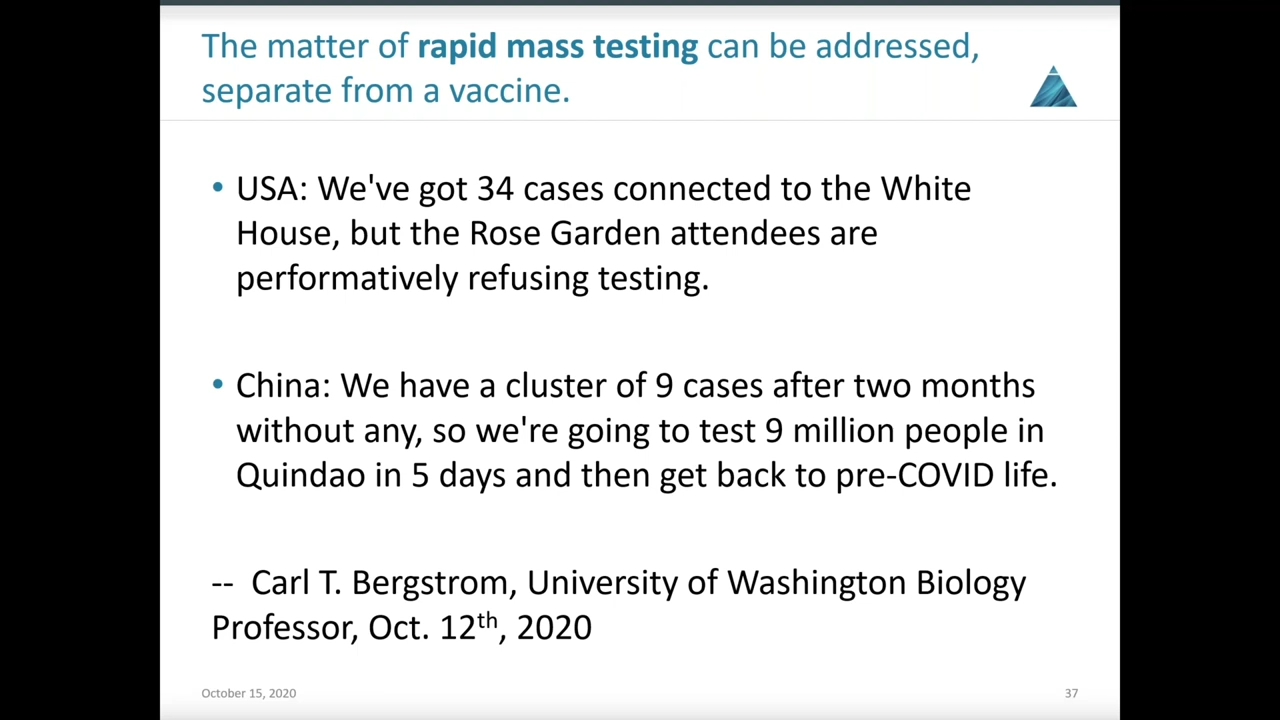 The matter of rapid mass testing can be addressed,
separate from a vaccine.
• USA: We've got 34 cases connected to the White
House, but the Rose Garden attendees are
performatively refusing testing.
• China: We have a cluster of 9 cases after two months
without any, so we're going to test 9 million people in
Quindao in 5 days and then get back to pre-COVID life.
-- Carl T. Bergstrom, University of Washington Biology
Professor, Oct. 12th, 2020
October 15, 2020
37